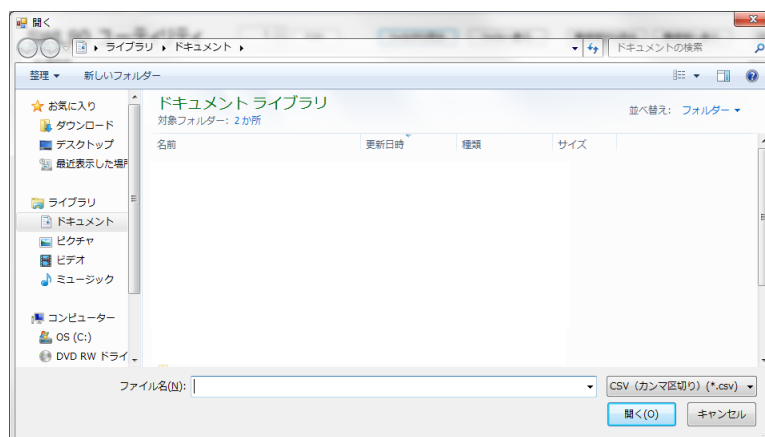 開く
ライブラリ ▸ ドキュメント ▸
ドキュメントの検索
整理 ▼ 新しいフォルダー
お気に入り
ダウンロード
デスクトップ
最近表示した場所
ライブラリ
ドキュメント
ピクチャ
ビデオ
ミュージック
コンピューター
OS (C:)
DVD RW ドライ
ドキュメント ライブラリ
対象フォルダー: 2 か所
並べ替え: フォルダー ▼
名前 更新日時 種類 サイズ
ファイル名(N):
CSV (カンマ区切り) (*.csv)
開く(O) キャンセル